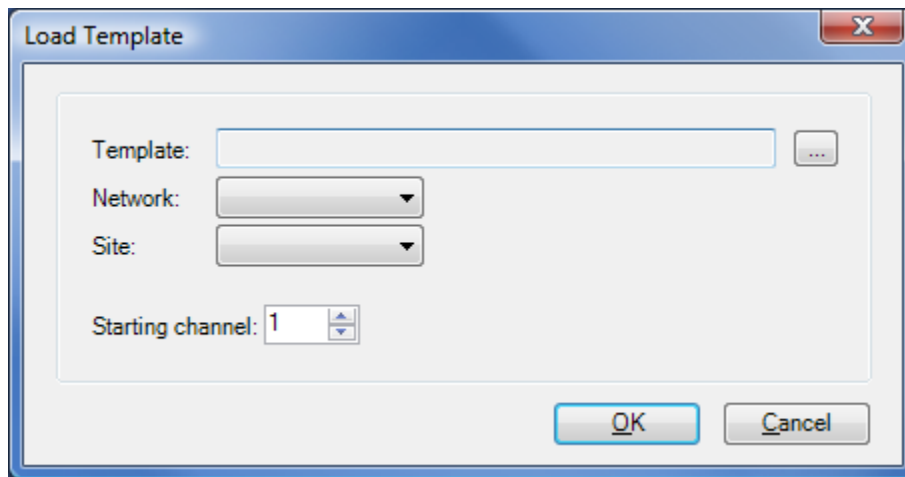 Load Template
Template:
...
Network:
Site:
Starting channel: 1
OK Cancel